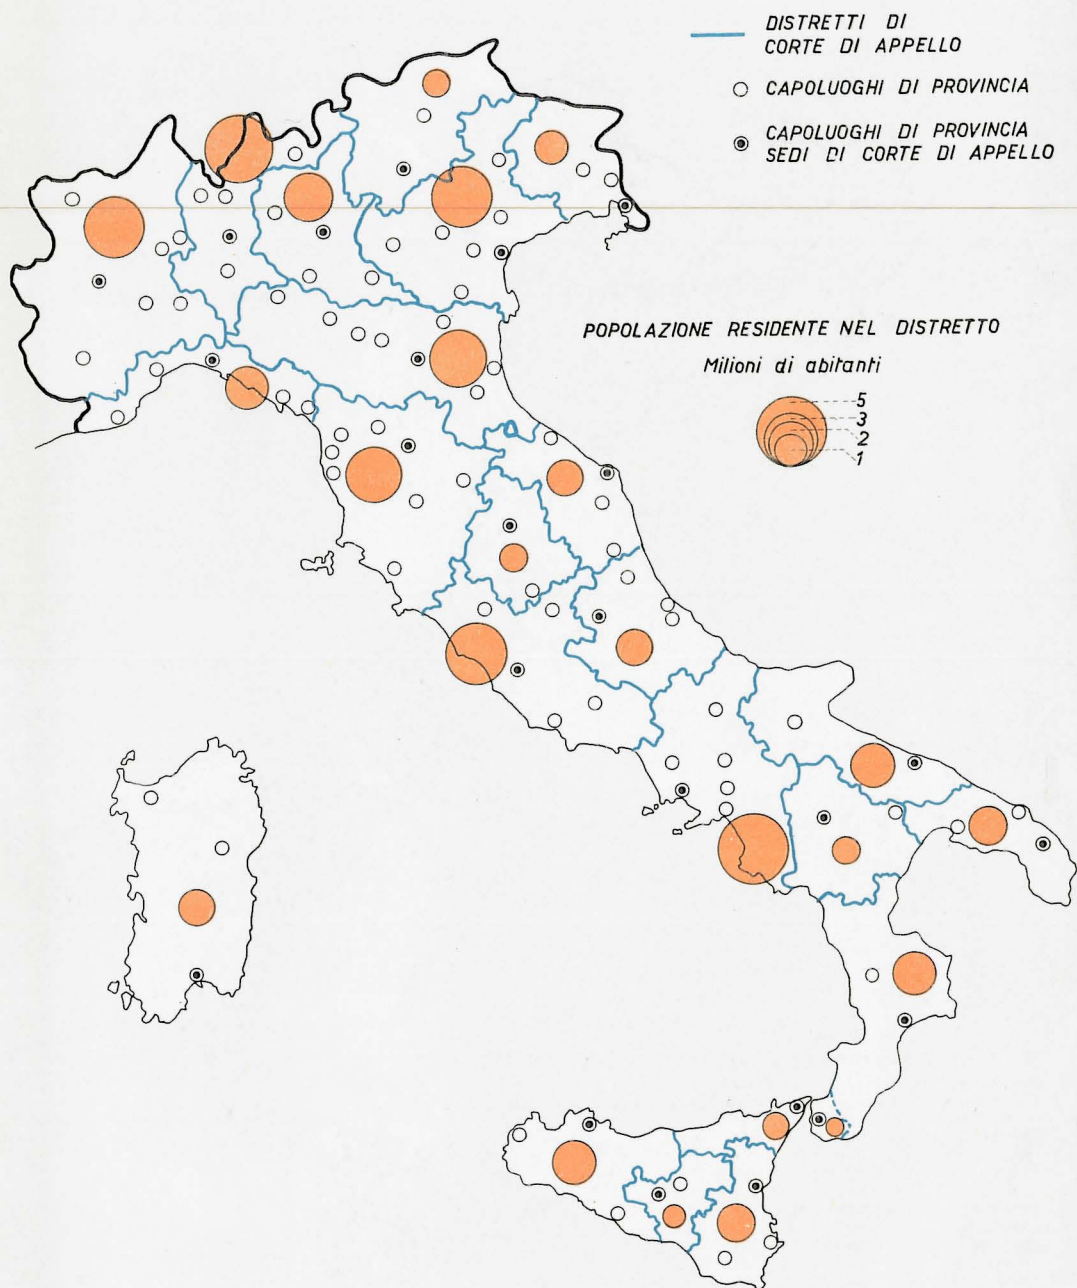 DISTRETTI DI
CORTE DI APPELLO
CAPOLUOGHI DI PROVINCIA
CAPOLUOGHI DI PROVINCIA
SEDI DI CORTE DI APPELLO
POPOLAZIONE RESIDENTE NEL DISTRETTO
Milioni di abitanti
5
3
2
1